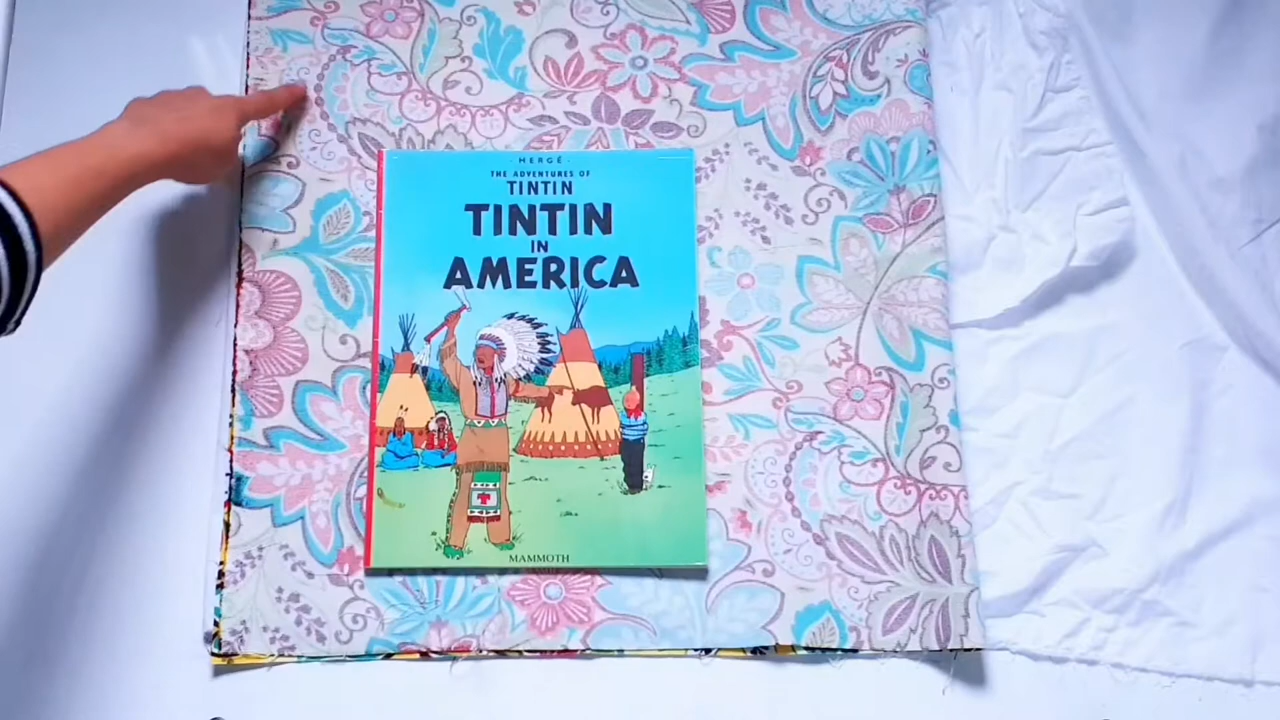 · HERGÉ ·
THE ADVENTURES OF
TINTIN
TINTIN
IN
AMERICA
MAMMOTH